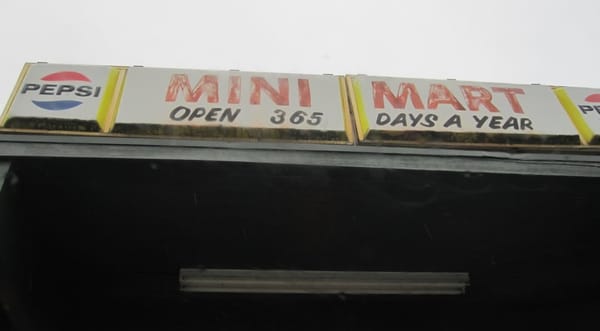 PEPSI
MINI MART
OPEN 365 DAYS A YEAR